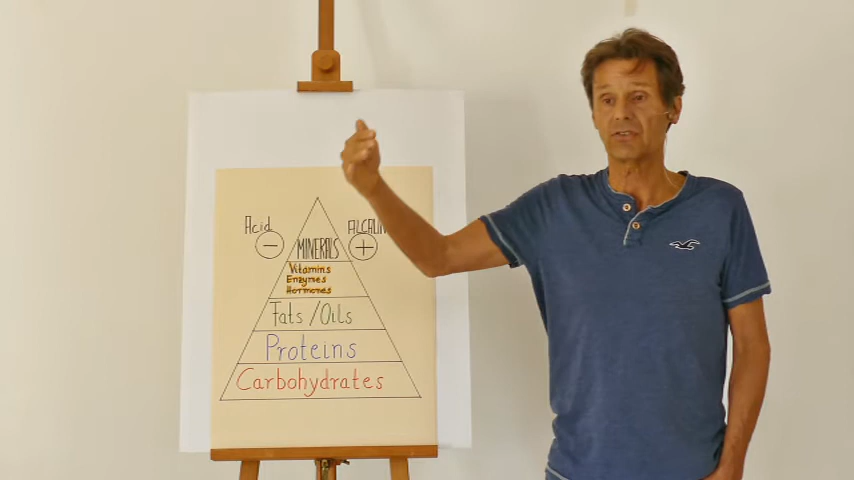 Acid
ALCALIN
−
+
MINERALS
Vitamins
Enzymes
Hormones
Fats / Oils
Proteins
Carbohydrates